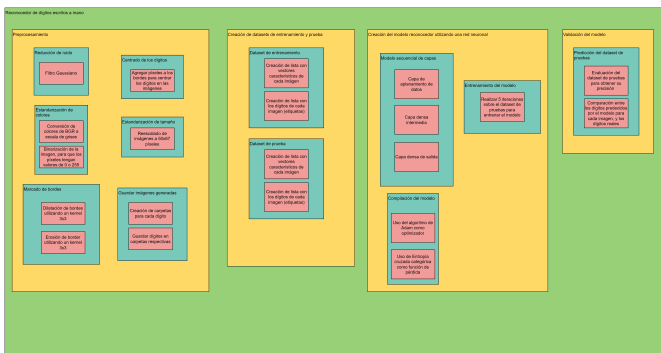 Reconocedor de dígitos escritos a mano
Preprocesamiento
Reducción de ruido
Filtro Gaussiano
Centrado de los dígitos
Agregar pixeles a los
bordes para centrar
los dígitos en las
imágenes
Estandarización de
colores
Conversión de
colores de BGR a
escala de grises
Binarización de la
imagen, para que los
pixeles tengan
valores de 0 o 255
Estandarización de tamaño
Reescalado de
imágenes a
pixeles
Marcado de bordes
Dilatación de bordes
utilizando un kernel
3x3
Erosión de bordes
utilizando un kernel
3x3
Guardar imágenes generadas
Creación de carpetas
para cada dígito
Guardar dígitos en
carpetas respectivas
Creación de datasets de entrenamiento y prueba
Dataset de entrenamiento
Creación de lista con
vectores
característicos de
cada imagen
Creación de lista con
los dígitos de cada
imagen (etiquetas)
Dataset de prueba
Creación de lista con
vectores
característicos de
cada imagen
Creación de lista con
los dígitos de cada
imagen (etiquetas)
Creación del modelo reconocedor utilizando una red neuronal
Modelo secuencial de capas
Capa de
aplanamiento de
datos
Capa densa
intermedia
Capa densa de salida
Entrenamiento del modelo
Realizar 5 iteraciones
sobre el dataset de
pruebas para
entrenar el modelo
Compilación del modelo
Uso del algoritmo de
Adam como
optimizador
Uso de Entropía
cruzada categórica
como función de
pérdida
Validación del modelo
Predicción del dataset de
pruebas
Evaluación del
dataset de pruebas
para obtener su
precisión
Comparación entre
los dígitos predecidos
por el modelo para
cada imagen, y los
dígitos reales